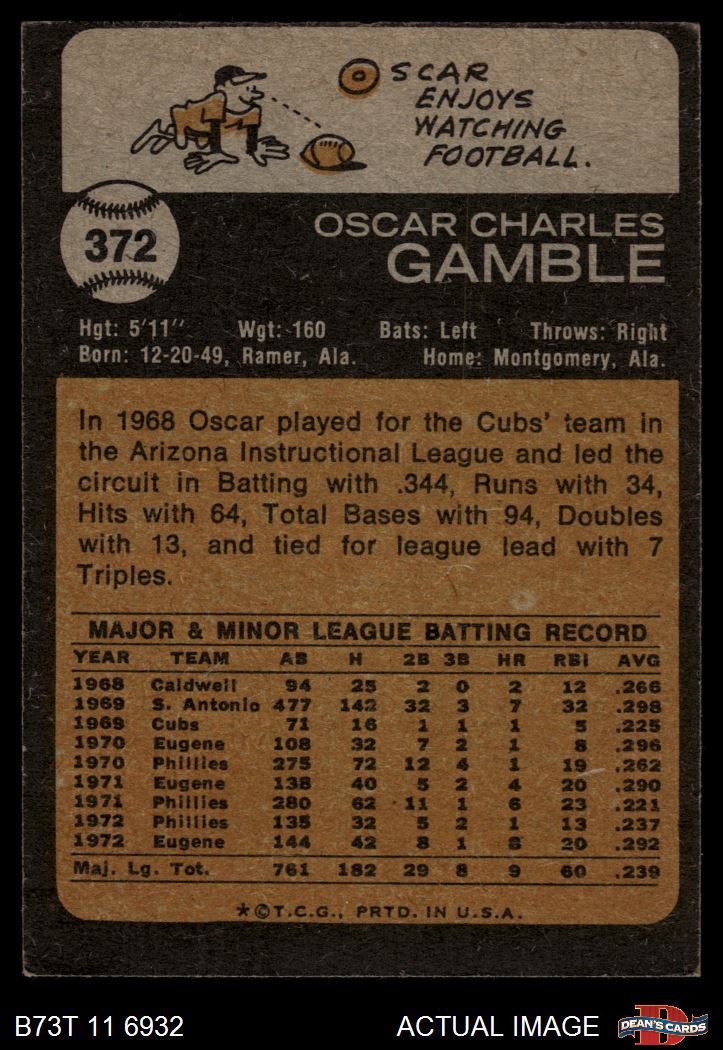 OSCAR
ENJOYS
WATCHING
FOOTBALL.
372
OSCAR CHARLES
GAMBLE
Hgt: 5'11" Wgt: 160 Bats: Left Throws: Right
Born: 12-20-49, Ramer, Ala. Home: Montgomery, Ala.
In 1968 Oscar played for the Cubs' team in
the Arizona Instructional League and led the
circuit in Batting with .344, Runs with 34,
Hits with 64, Total Bases with 94, Doubles
with 13, and tied for league lead with 7
Triples.
MAJOR & MINOR LEAGUE BATTING RECORD
YEAR TEAM AB H 2B 3B HR RBI AVG
1968 Caldwell 94 25 2 0 2 12 .266
1969 S. Antonio 477 142 32 3 7 32 .298
1969 Cubs 71 16 1 1 1 5 .225
1970 Eugene 108 32 7 2 1 8 .296
1970 Phillies 275 72 12 4 1 19 .262
1971 Eugene 138 40 5 2 4 20 .290
1971 Phillies 280 62 11 1 6 23 .221
1972 Phillies 135 32 5 2 1 13 .237
1972 Eugene 144 42 8 1 20 .292
Maj. Lg. Tot. 761 182 29 8 9 60 .239
*©T.C.G., PRTD. IN U.S.A.
B73T 11 6932 ACTUAL IMAGE DEAN'S CARDS